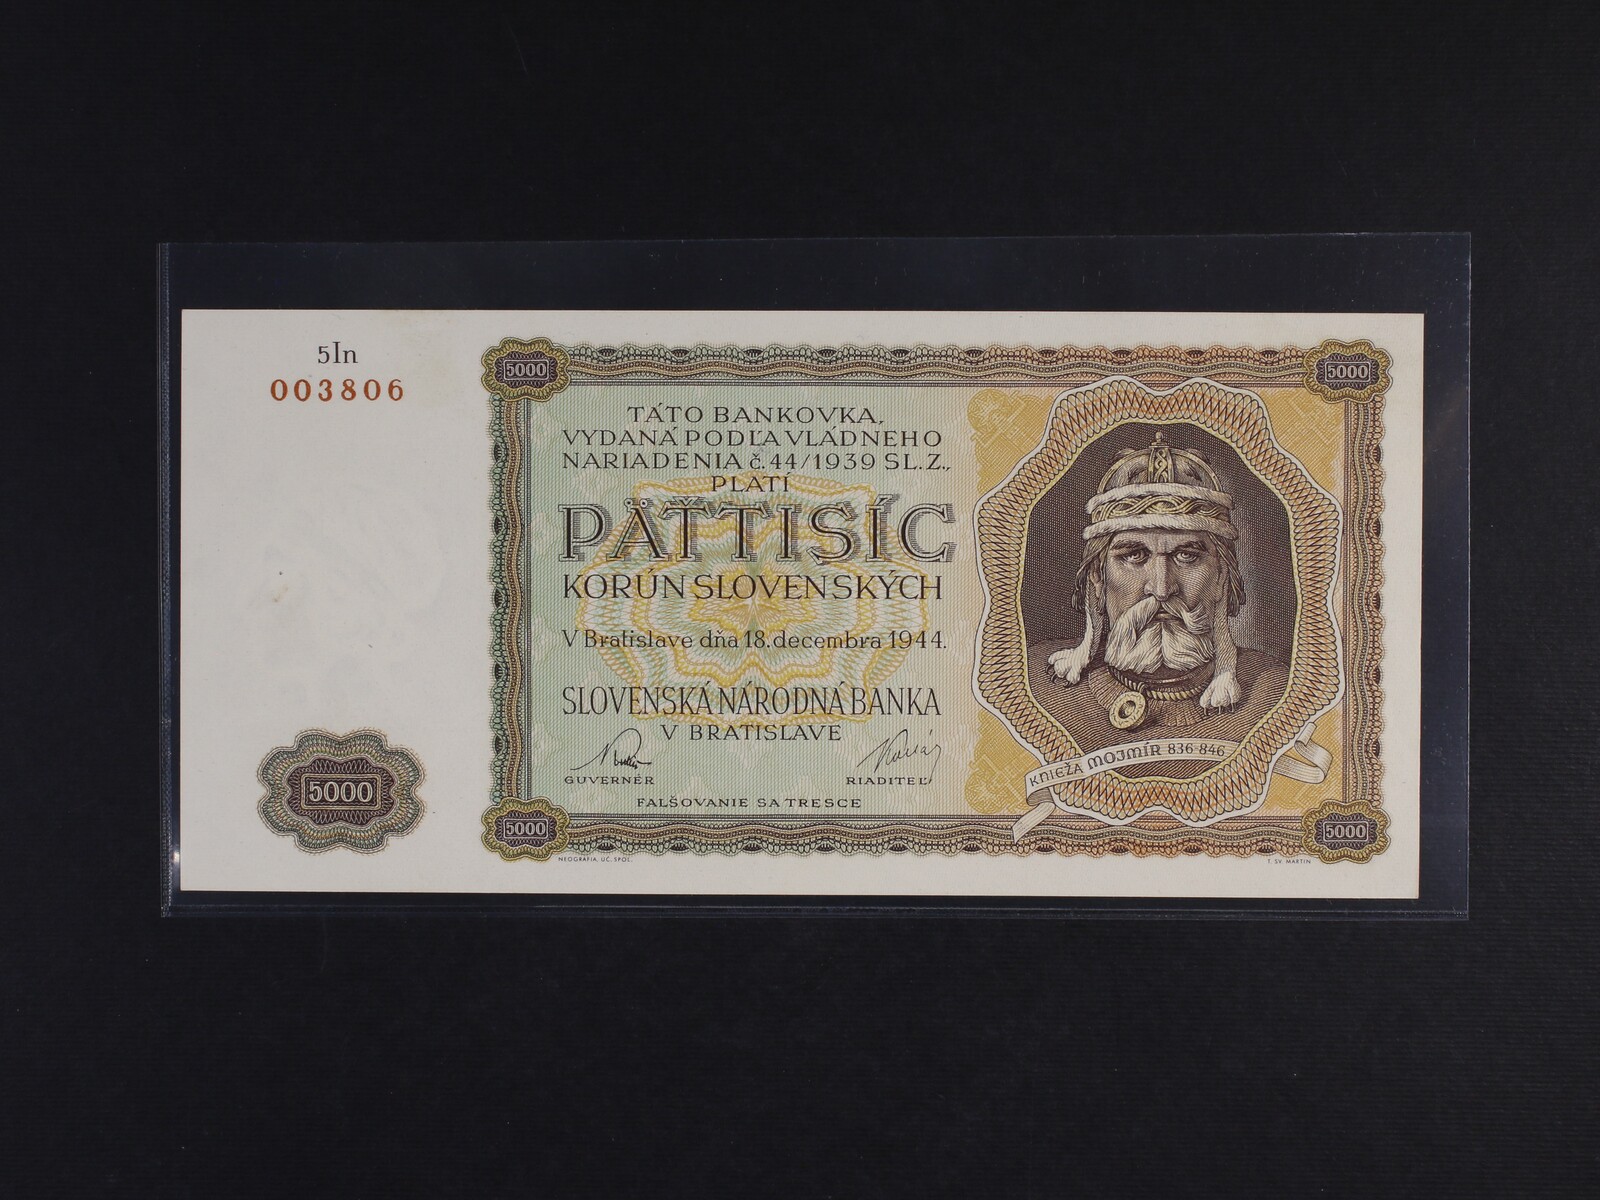 5In
003806
5000
5000
TÁTO BANKOVKA,
VYDANÁ PODĽA VLÁDNEHO
NARIADENIA č. 44/1939 SL. Z.,
PLATÍ
PÄŤTISÍC
KORÚN SLOVENSKÝCH
V Bratislave dňa 18. decembra 1944.
SLOVENSKÁ NÁRODNÁ BANKA
V BRATISLAVE
GUVERNÉR
RIADITEĽ
FALŠOVANIE SA TRESCE
KNIEŽA MOJMÍR 836-846
5000
5000
5000
NEOGRAFIA, UČ. SPOL.
T. SV. MARTIN